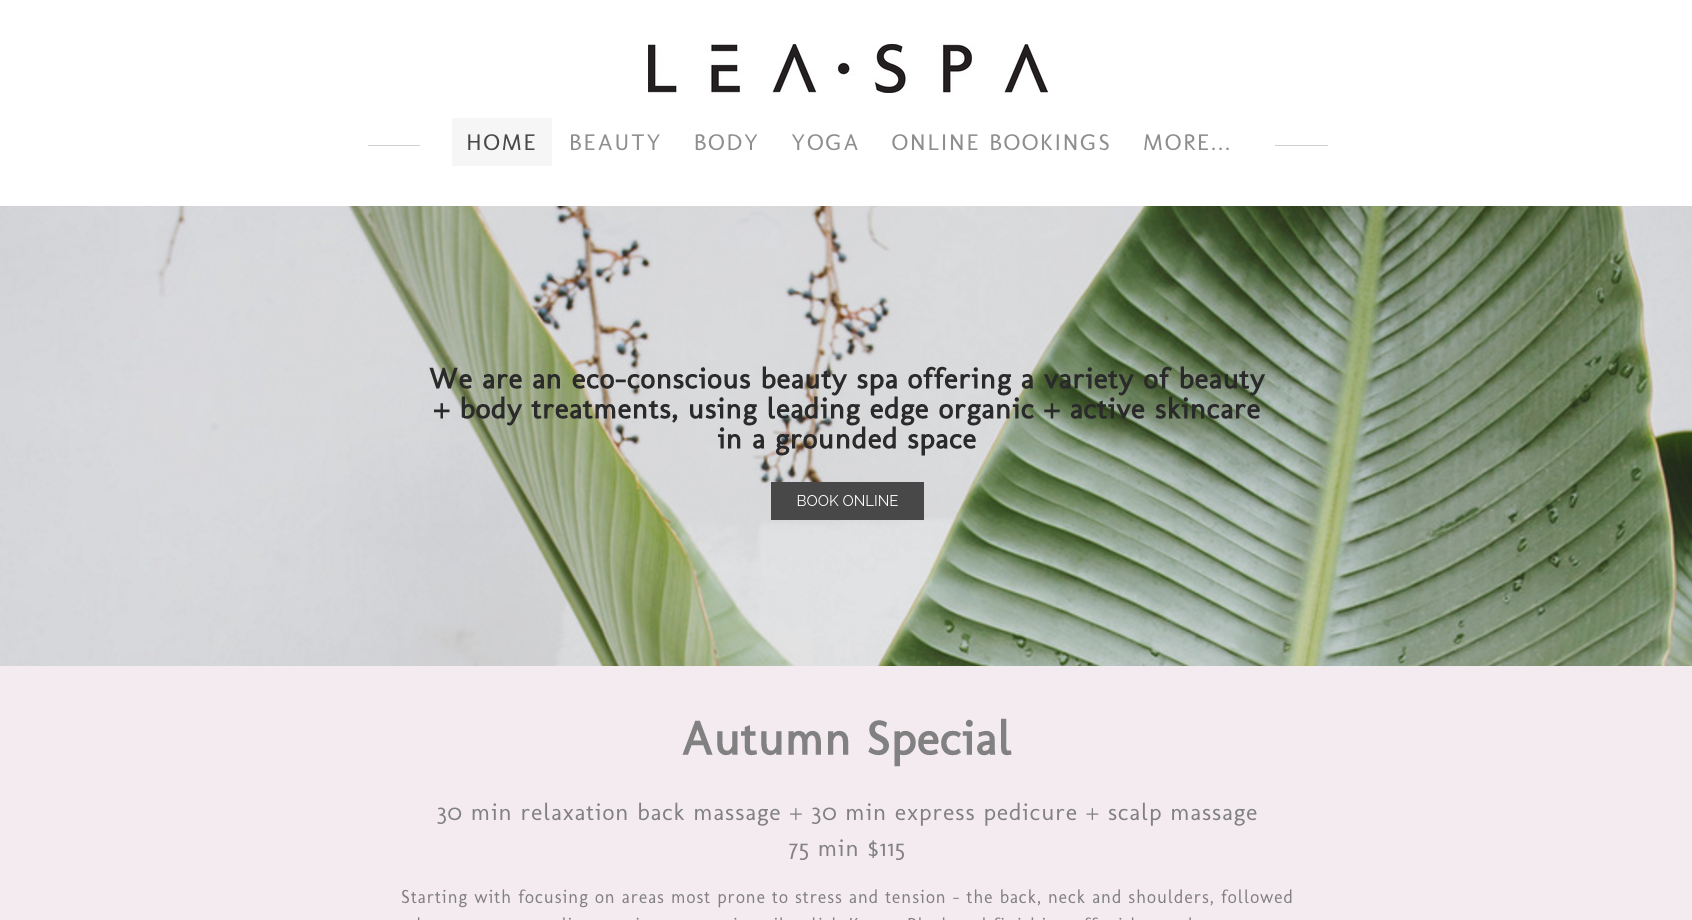 LEA·SPA
HOME BEAUTY BODY YOGA ONLINE BOOKINGS MORE...
We are an eco-conscious beauty spa offering a variety of beauty
+ body treatments, using leading edge organic + active skincare
in a grounded space
BOOK ONLINE
Autumn Special
30 min relaxation back massage + 30 min express pedicure + scalp massage
75 min $115
Starting with focusing on areas most prone to stress and tension - the back, neck and shoulders, followed